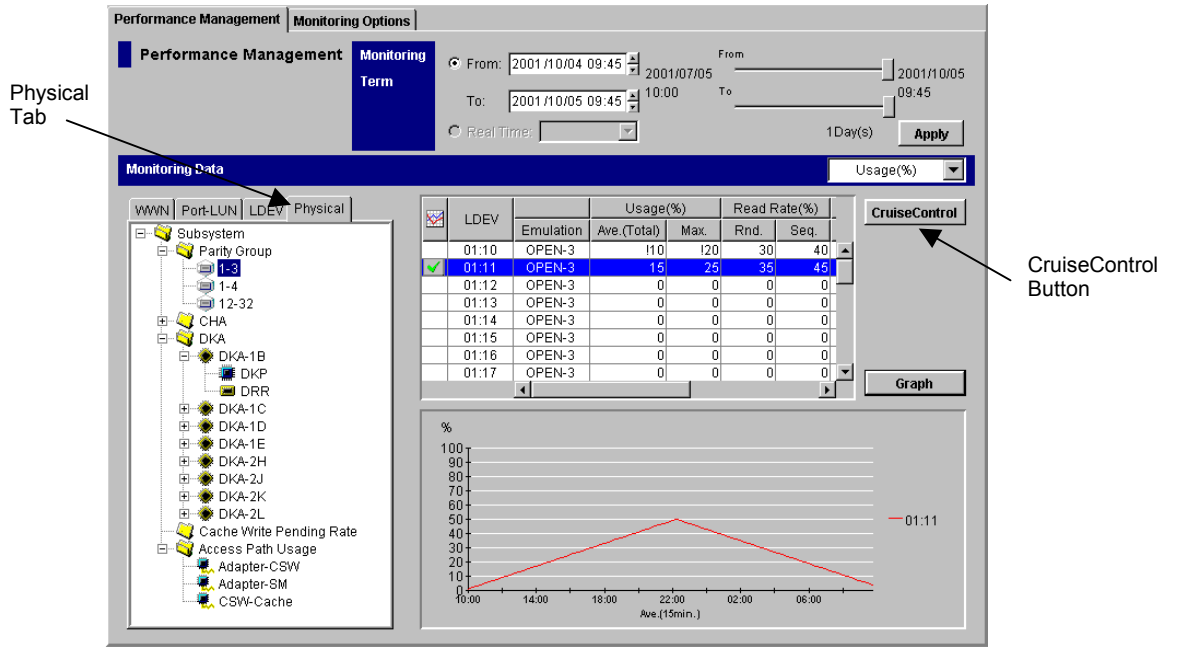 Performance Management Monitoring Options
Performance Management
Monitoring
Term
From: 2001/10/04 09:45
To: 2001/10/05 09:45
Real Time:
2001/07/05
10:00
From
To
2001/10/05
09:45
1Day(s) Apply
Physical
Tab
Monitoring Data Usage(%)
WWN Port-LUN LDEV Physical
Subsystem
Parity Group
1-3
1-4
12-32
CHA
DKA
DKA-1B
DKP
DRR
DKA-1C
DKA-1D
DKA-1E
DKA-2H
DKA-2J
DKA-2K
DKA-2L
Cache Write Pending Rate
Access Path Usage
Adapter-CSW
Adapter-SM
CSW-Cache
LDEV Usage(%) Read Rate(%)
Emulation Ave.(Total) Max. Rnd. Seq.
01:10 OPEN-3 !10 !20 30 40
01:11 OPEN-3 15 25 35 45
01:12 OPEN-3 0 0 0 0
01:13 OPEN-3 0 0 0 0
01:14 OPEN-3 0 0 0 0
01:15 OPEN-3 0 0 0 0
01:16 OPEN-3 0 0 0 0
01:17 OPEN-3 0 0 0 0
CruiseControl
Graph
CruiseControl
Button
%
100
90
80
70
60
50
40
30
20
10
0
10:00 14:00 18:00 22:00 02:00 06:00
Ave.(15min.)
01:11